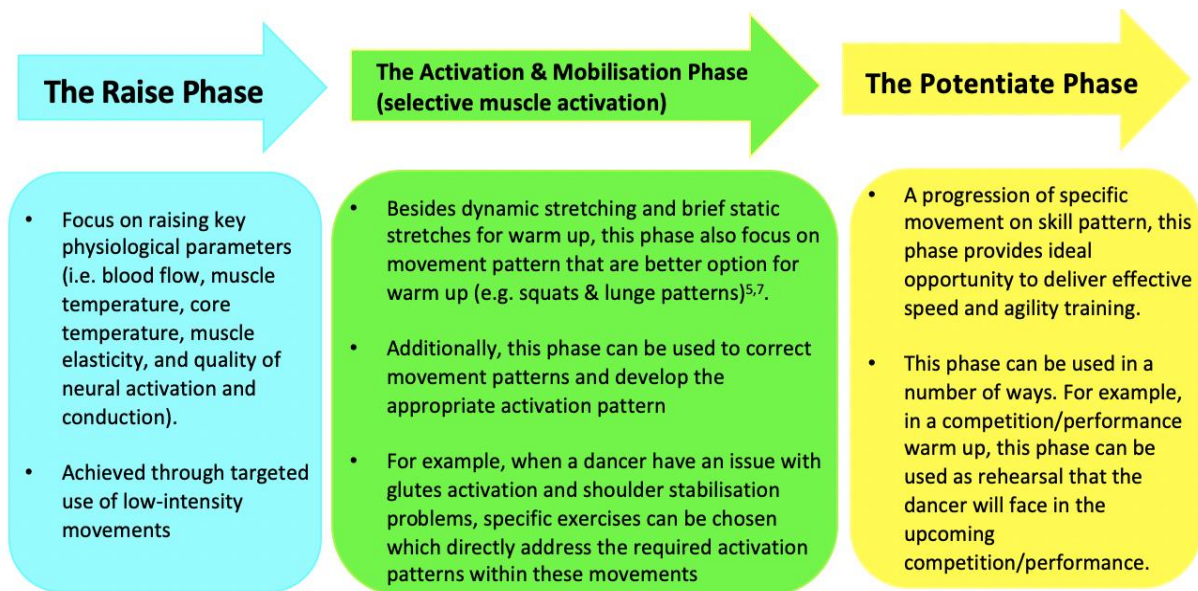 The Raise Phase
• Focus on raising key
physiological parameters
(i.e. blood flow, muscle
temperature, core
temperature, muscle
elasticity, and quality of
neural activation and
conduction).
• Achieved through targeted
use of low-intensity
movements
The Activation & Mobilisation Phase
(selective muscle activation)
• Besides dynamic stretching and brief static
stretches for warm up, this phase also focus on
movement pattern that are better option for
warm up (e.g. squats & lunge patterns)⁵,⁷.
• Additionally, this phase can be used to correct
movement patterns and develop the
appropriate activation pattern
• For example, when a dancer have an issue with
glutes activation and shoulder stabilisation
problems, specific exercises can be chosen
which directly address the required activation
patterns within these movements
The Potentiate Phase
• A progression of specific
movement on skill pattern, this
phase provides ideal
opportunity to deliver effective
speed and agility training.
• This phase can be used in a
number of ways. For example,
in a competition/performance
warm up, this phase can be
used as rehearsal that the
dancer will face in the
upcoming
competition/performance.